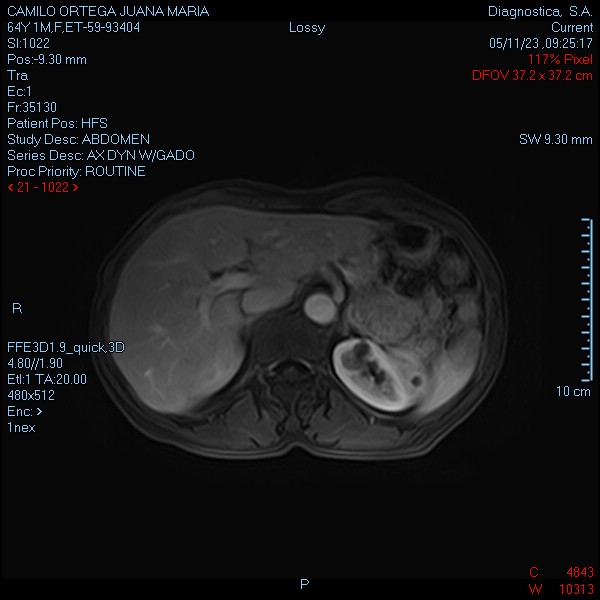 CAMILO ORTEGA JUANA MARIA
64Y 1M,F,ET-59-93404
SI:1022
Pos:-9.30 mm
Tra
Ec:1
Fr:35130
Patient Pos: HFS
Study Desc: ABDOMEN
Series Desc: AX DYN W/GADO
Proc Priority: ROUTINE
< 21 - 1022 >
Lossy
Diagnostica, S.A.
Current
05/11/23 ,09:25:17
117% Pixel
DFOV 37.2 x 37.2 cm
SW 9.30 mm
R
10 cm
FFE3D1.9_quick,3D
4.80//1.90
Etl:1 TA:20.00
480x512
Enc: >
1nex
P
C 4843
W 10313